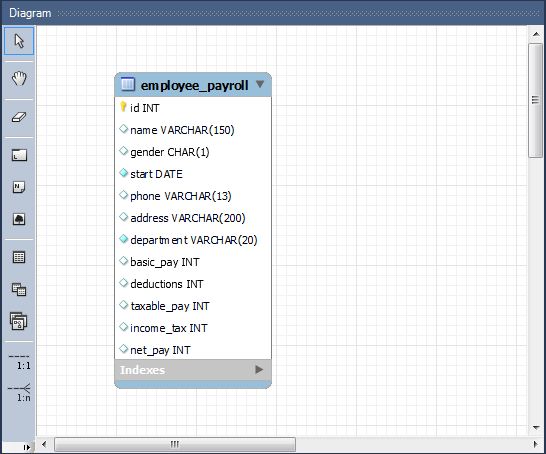 Diagram
employee_payroll
id INT
name VARCHAR(150)
gender CHAR(1)
start DATE
phone VARCHAR(13)
address VARCHAR(200)
department VARCHAR(20)
basic_pay INT
deductions INT
taxable_pay INT
income_tax INT
net_pay INT
Indexes
1:1
1:n